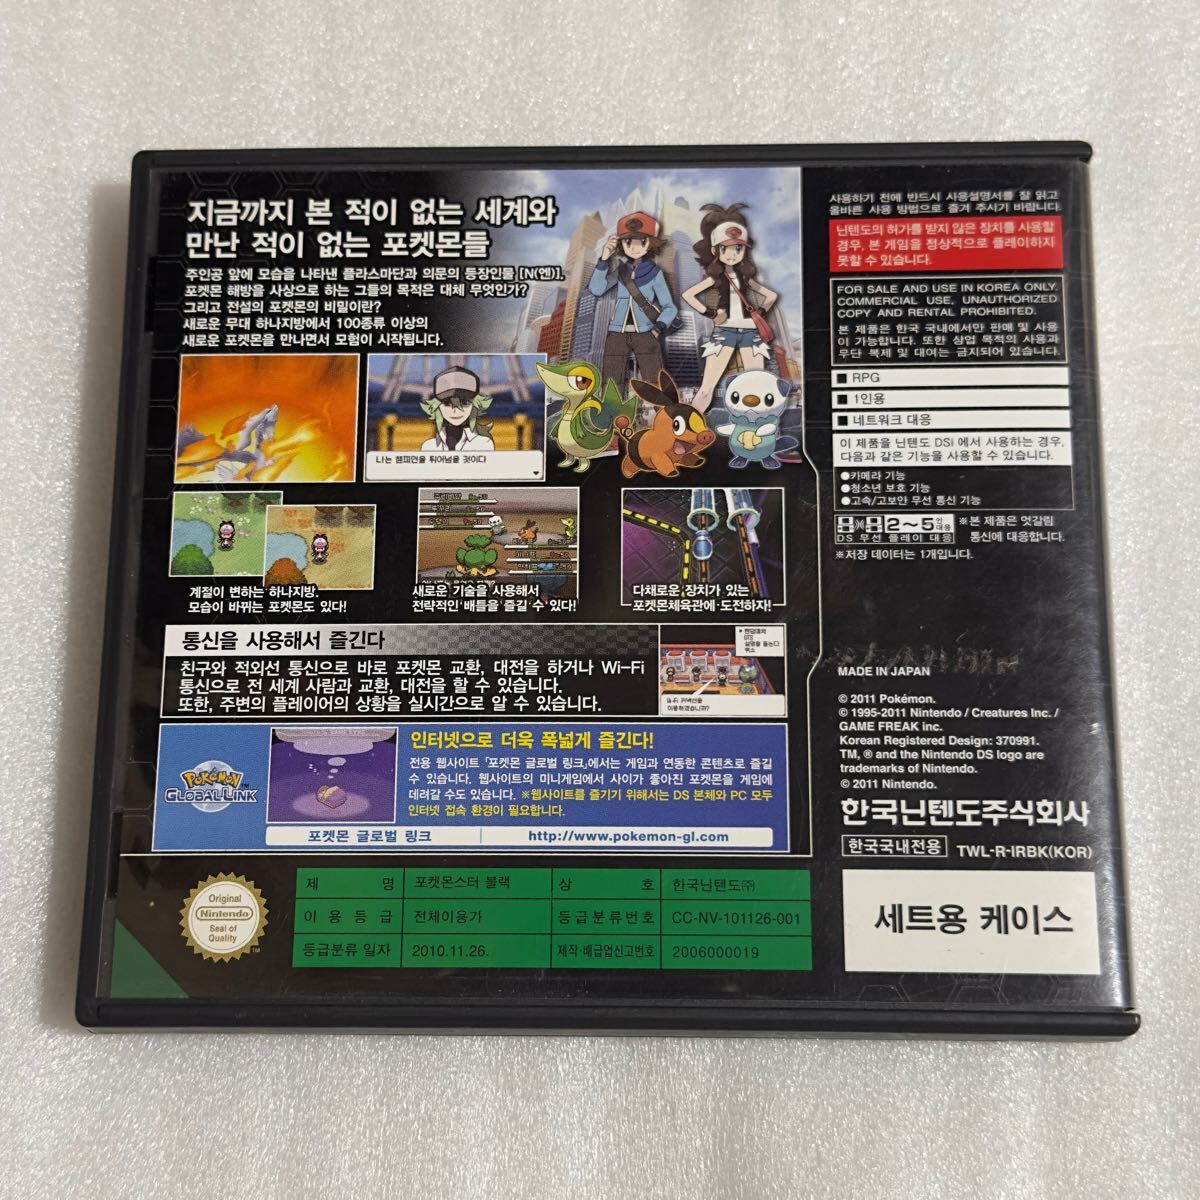 지금까지 본 적이 없는 세계와
만난 적이 없는 포켓몬들
주인공 앞에 모습을 나타낸 플라스마단과 의문의 등장인물 [N(엔)].
포켓몬 해방을 사상으로 하는 그들의 목적은 대체 무엇인가?
그리고 전설의 포켓몬의 비밀이란?
새로운 무대 하나지방에서 100종류 이상의
새로운 포켓몬을 만나면서 모험이 시작됩니다.
나는 챔피언을 뛰어넘을 것이다
계절이 변하는 하나지방.
모습이 바뀌는 포켓몬도 있다!
새로운 기술을 사용해서
전략적인 배틀을 즐길 수 있다!
다채로운 장치가 있는
포켓몬체육관에 도전하자!
통신을 사용해서 즐긴다
친구와 적외선 통신으로 바로 포켓몬 교환, 대전을 하거나 Wi-Fi
통신으로 전 세계 사람과 교환, 대전을 할 수 있습니다.
또한, 주변의 플레이어의 상황을 실시간으로 알 수 있습니다.
랜덤매치
GTS
설명을 듣는다
취소
Wi-Fi 커넥션을
이용하겠습니까?
POKéMON
GLOBAL LINK
인터넷으로 더욱 폭넓게 즐긴다!
전용 웹사이트 「포켓몬 글로벌 링크」에서는 게임과 연동한 콘텐츠로 즐길
수 있습니다. 웹사이트의 미니게임에서 사이가 좋아진 포켓몬을 게임에
데려갈 수도 있습니다. ※웹사이트를 즐기기 위해서는 DS 본체와 PC 모두
인터넷 접속 환경이 필요합니다.
포켓몬 글로벌 링크 http://www.pokemon-gl.com
사용하기 전에 반드시 사용설명서를 잘 읽고
올바른 사용 방법으로 즐겨 주시기 바랍니다.
닌텐도의 허가를 받지 않은 장치를 사용할
경우, 본 게임을 정상적으로 플레이하지
못할 수 있습니다.
FOR SALE AND USE IN KOREA ONLY.
COMMERCIAL USE, UNAUTHORIZED
COPY AND RENTAL PROHIBITED.
본 제품은 한국 국내에서만 판매 및 사용
이 가능합니다. 또한 상업 목적의 사용과
무단 복제 및 대여는 금지되어 있습니다.
■ RPG
■ 1인용
■ 네트워크 대응
이 제품을 닌텐도 DSi 에서 사용하는 경우,
다음과 같은 기능을 사용할 수 있습니다.
●카메라 기능
●청소년 보호 기능
●고속/고보안 무선 통신 기능
2~5인 대응
DS 무선 플레이 대응
※본 제품은 엇갈림
통신에 대응합니다.
※저장 데이터는 1개입니다.
MADE IN JAPAN
© 2011 Pokémon.
© 1995-2011 Nintendo / Creatures Inc. /
GAME FREAK inc.
Korean Registered Design: 370991.
TM, ® and the Nintendo DS logo are
trademarks of Nintendo.
© 2011 Nintendo.
한국닌텐도주식회사
한국국내전용 TWL-R-IRBK(KOR)
세트용 케이스
Original
Nintendo
Seal of
Quality
TM
제 명 포켓몬스터 블랙 상 호 한국닌텐도㈜
이 용 등 급 전체이용가 등급분류번호 CC-NV-101126-001
등급분류 일자 2010.11.26. 제작·배급업신고번호 2006000019